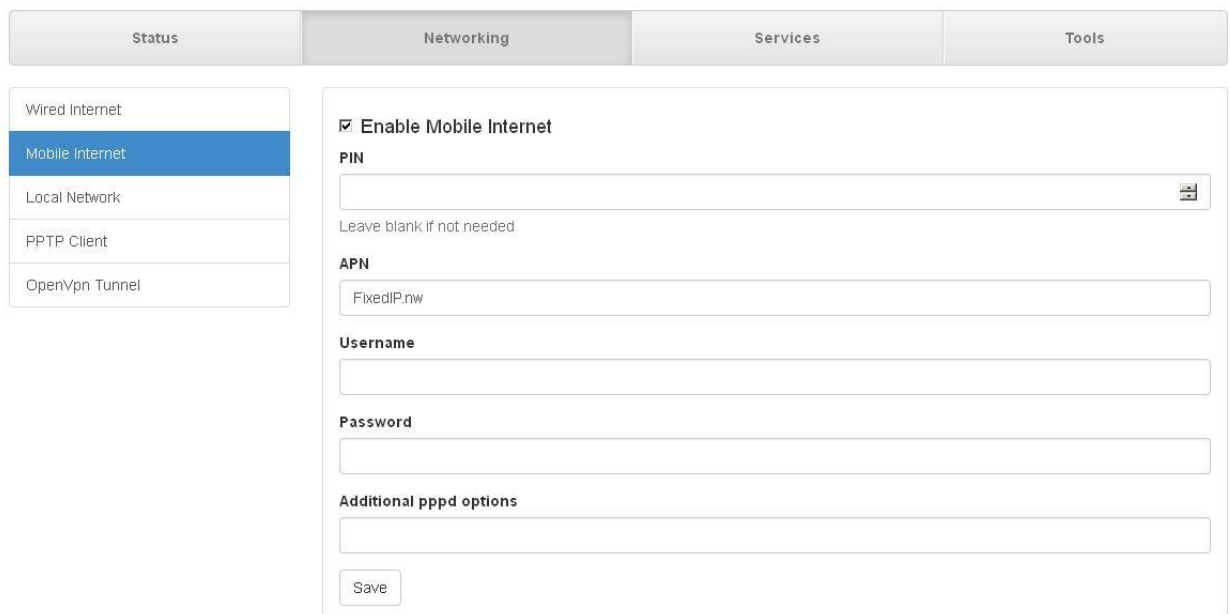 Status Networking Services Tools
Wired Internet
Mobile Internet
Local Network
PPTP Client
OpenVpn Tunnel
Enable Mobile Internet
PIN
Leave blank if not needed
APN
FixedIP.nw
Username
Password
Additional pppd options
Save